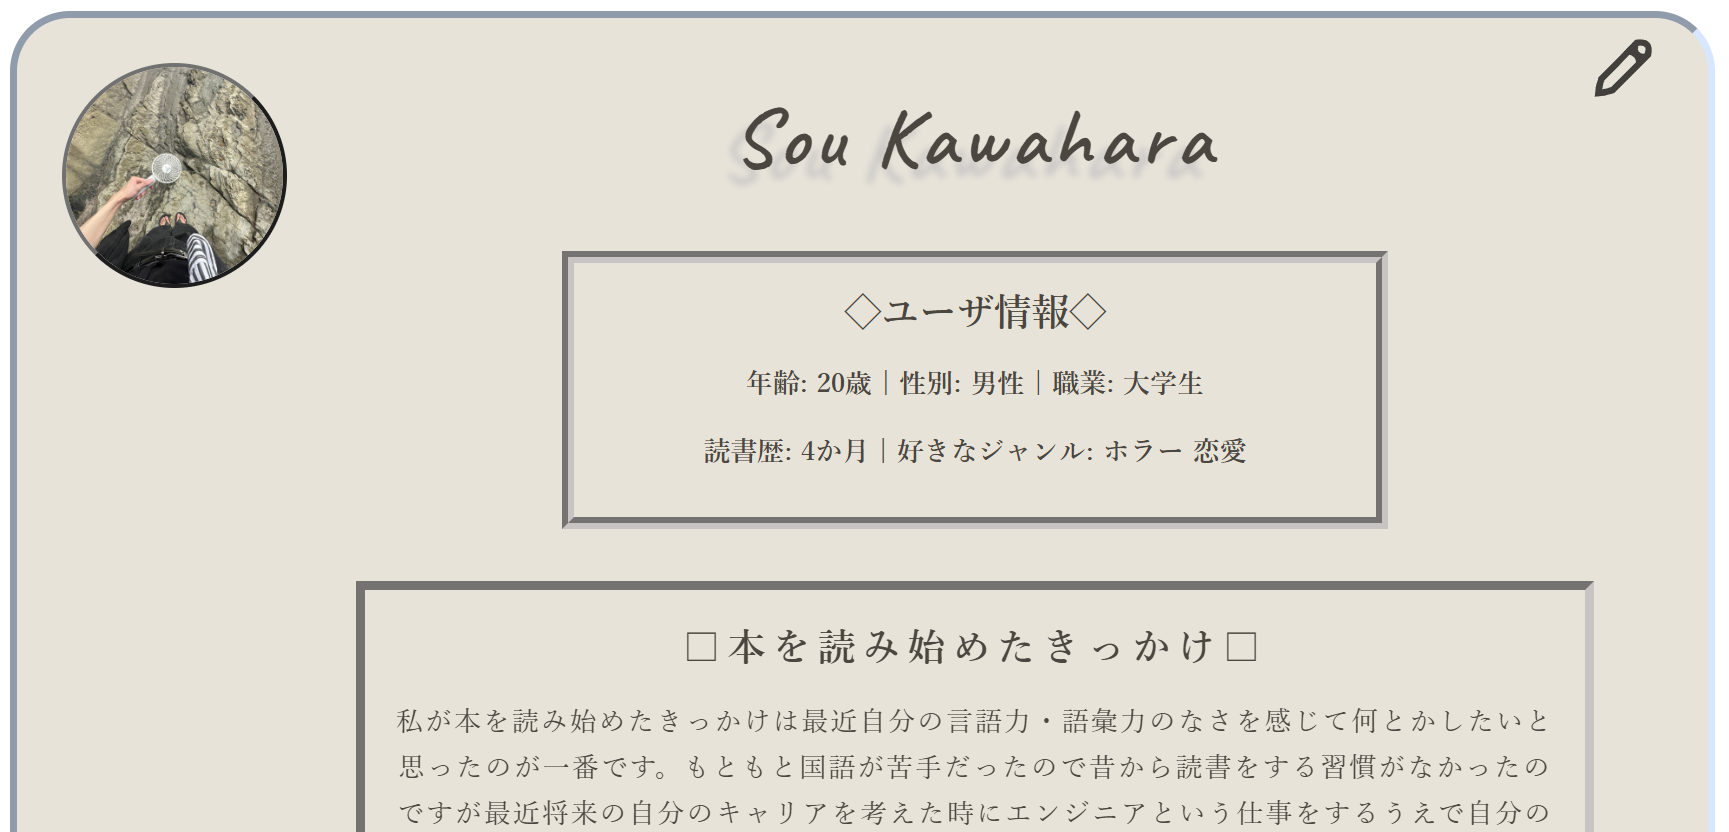 Sou Kawahara
◇ユーザ情報◇
年齢: 20歳｜性別: 男性｜職業: 大学生
読書歴: 4か月｜好きなジャンル: ホラー 恋愛
□本を読み始めたきっかけ□
私が本を読み始めたきっかけは最近自分の言語力・語彙力のなさを感じて何とかしたいと
思ったのが一番です。もともと国語が苦手だったので昔から読書をする習慣がなかったの
ですが最近将来の自分のキャリアを考えた時にエンジニアという仕事をするうえで自分の